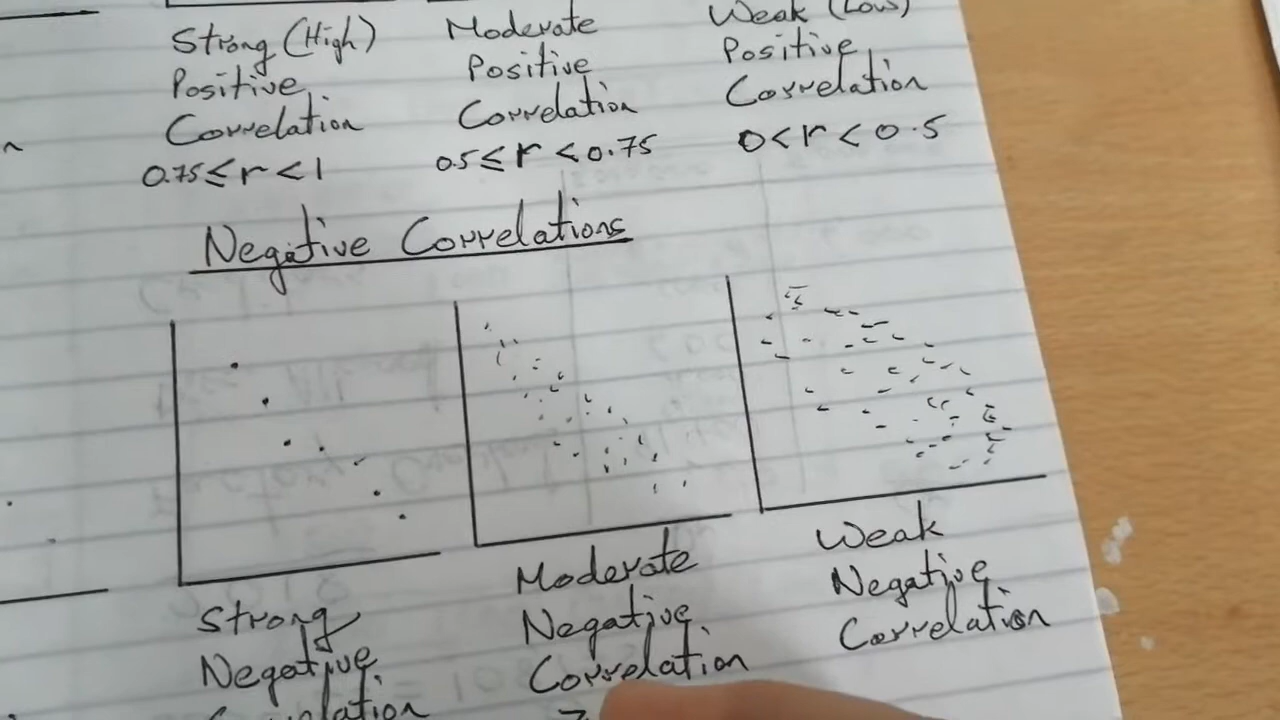 Strong (High)
Positive
Correlation
0.75 ≤ r < 1
Moderate
Positive
Correlation
0.5 ≤ r < 0.75
Weak (Low)
Positive
Correlation
0 < r < 0.5
Negative Correlations
Strong
Negative
Correlation
Moderate
Negative
Correlation
Weak
Negative
Correlation